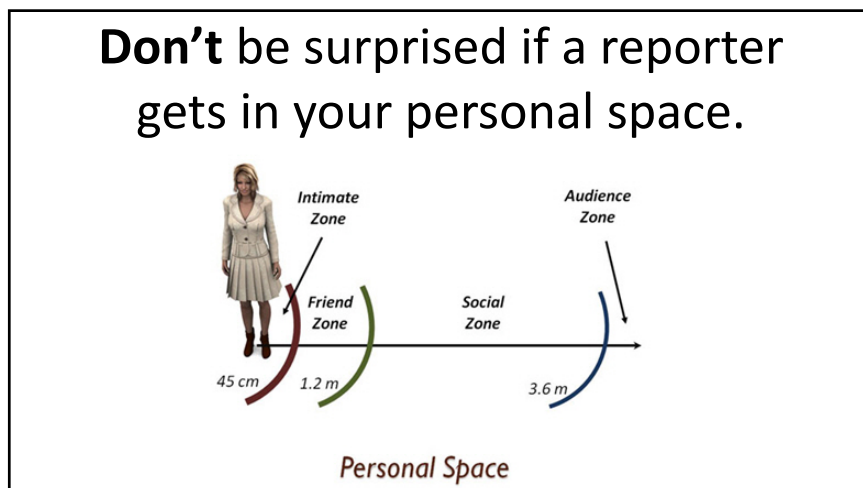 Don't be surprised if a reporter
gets in your personal space.
Intimate
Zone
Audience
Zone
Friend
Zone
Social
Zone
45 cm
1.2 m
3.6 m
Personal Space